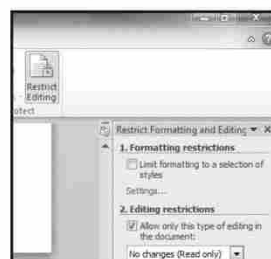 Restrict
Editing
otect
Restrict Formatting and Editing
1. Formatting restrictions
Limit formatting to a selection of
styles
Settings...
2. Editing restrictions
Allow only this type of editing in
the document:
No changes (Read only)